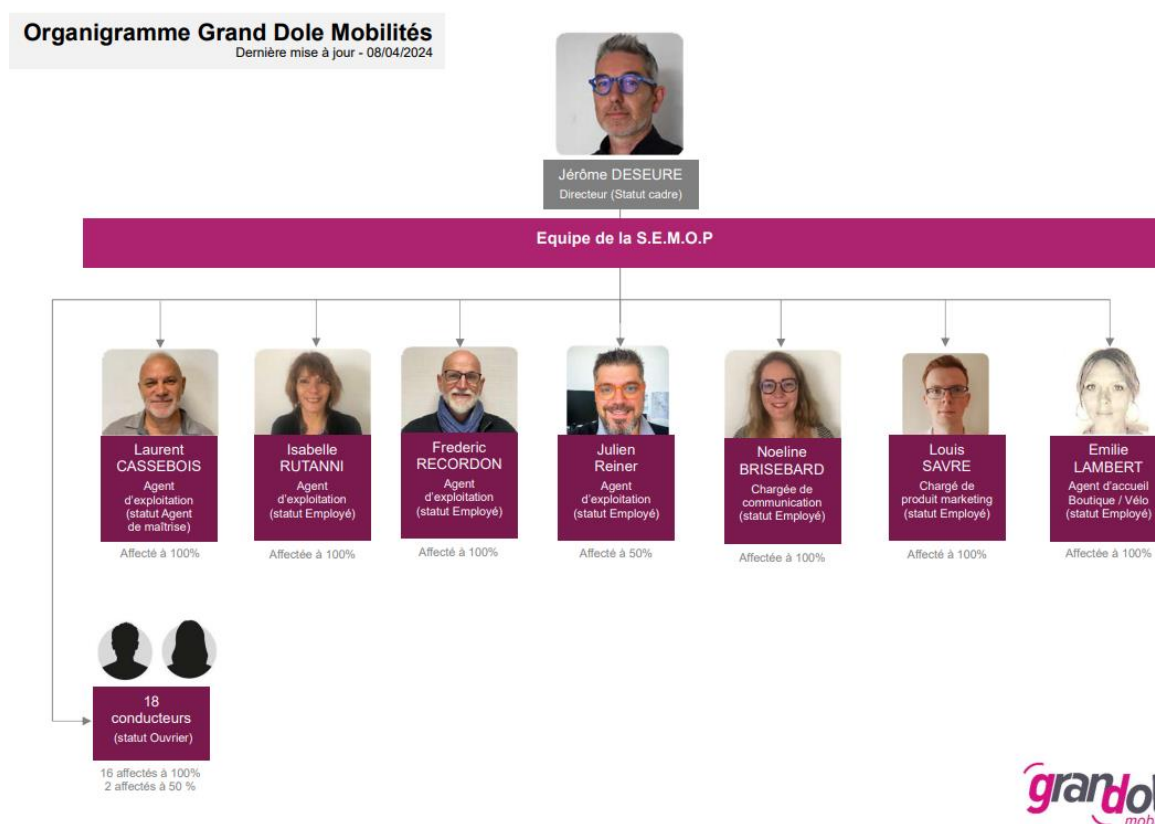 Organigramme Grand Dole Mobilités
Dernière mise à jour - 08/04/2024
Jérôme DESEURE
Directeur (Statut cadre)
Equipe de la S.E.M.O.P
Laurent
CASSEBOIS
Agent
d'exploitation
(statut Agent
de maîtrise)
Affecté à 100%
Isabelle
RUTANNI
Agent
d'exploitation
(statut Employé)
Affectée à 100%
Frederic
RECORDON
Agent
d'exploitation
(statut Employé)
Affecté à 100%
Julien
Reiner
Agent
d'exploitation
(statut Employé)
Affecté à 50%
Noeline
BRISEBARD
Chargée de
communication
(statut Employé)
Affectée à 100%
Louis
SAVRE
Chargé de
produit marketing
(statut Employé)
Affecté à 100%
Emilie
LAMBERT
Agent d'accueil
Boutique / Vélo
(statut Employé)
Affectée à 100%
18
conducteurs
(statut Ouvrier)
16 affectés à 100%
2 affectés à 50 %